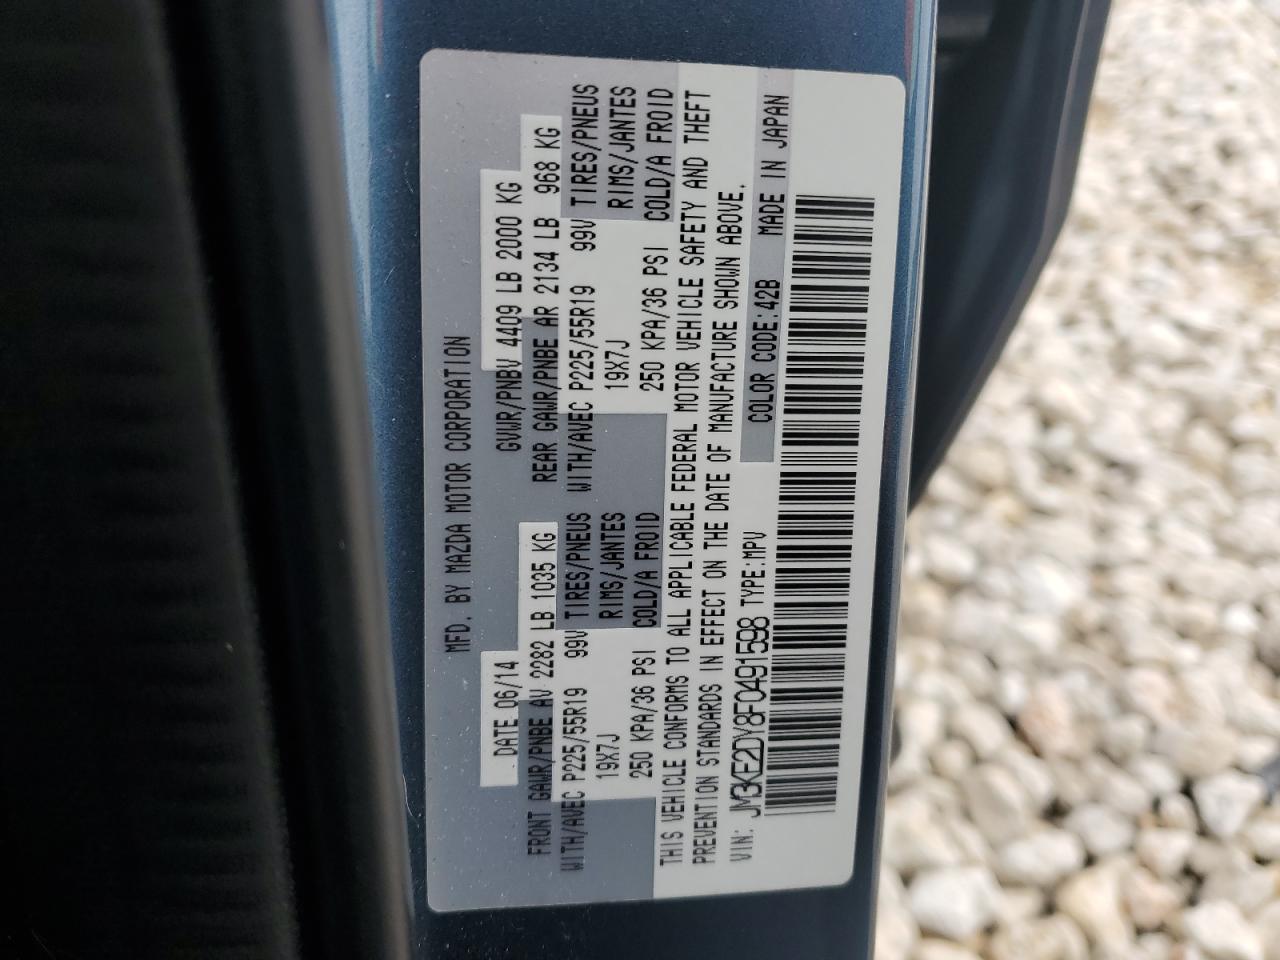 MFD. BY MAZDA MOTOR CORPORATION
DATE 06/14 GVWR/PNBV 4409 LB 2000 KG
FRONT GAWR/PNBE AV 2282 LB 1035 KG REAR GAWR/PNBE AR 2134 LB 968 KG
WITH/AVEC P225/55R19 99V TIRES/PNEUS WITH/AVEC P225/55R19 99V TIRES/PNEUS
19X7J RIMS/JANTES 19X7J RIMS/JANTES
250 KPA/36 PSI COLD/A FROID 250 KPA/36 PSI COLD/A FROID
THIS VEHICLE CONFORMS TO ALL APPLICABLE FEDERAL MOTOR VEHICLE SAFETY AND THEFT
PREVENTION STANDARDS IN EFFECT ON THE DATE OF MANUFACTURE SHOWN ABOVE.
VIN: JM3KE2DY8F0491598 TYPE:MPV COLOR CODE:42B MADE IN JAPAN